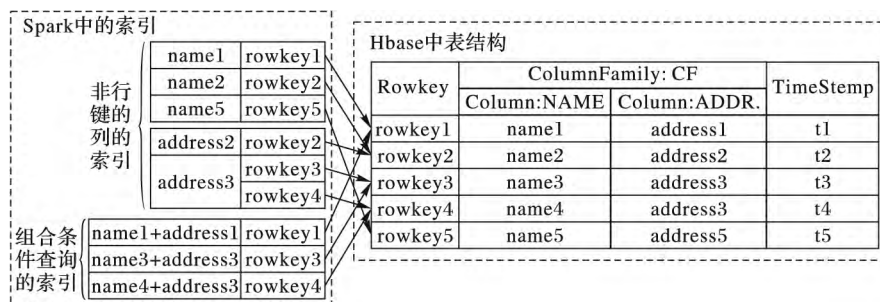 Spark中的索引
非行
键的
列的
索引
name1 rowkey1
name2 rowkey2
name5 rowkey5
address2 rowkey2
address3 rowkey3
rowkey4
组合条
件查询
的索引
name1+address1 rowkey1
name3+address3 rowkey3
name4+address3 rowkey4
Hbase中表结构
Rowkey ColumnFamily: CF TimeStemp
Column:NAME Column:ADDR.
rowkey1 name1 address1 t1
rowkey2 name2 address2 t2
rowkey3 name3 address3 t3
rowkey4 name4 address3 t4
rowkey5 name5 address5 t5